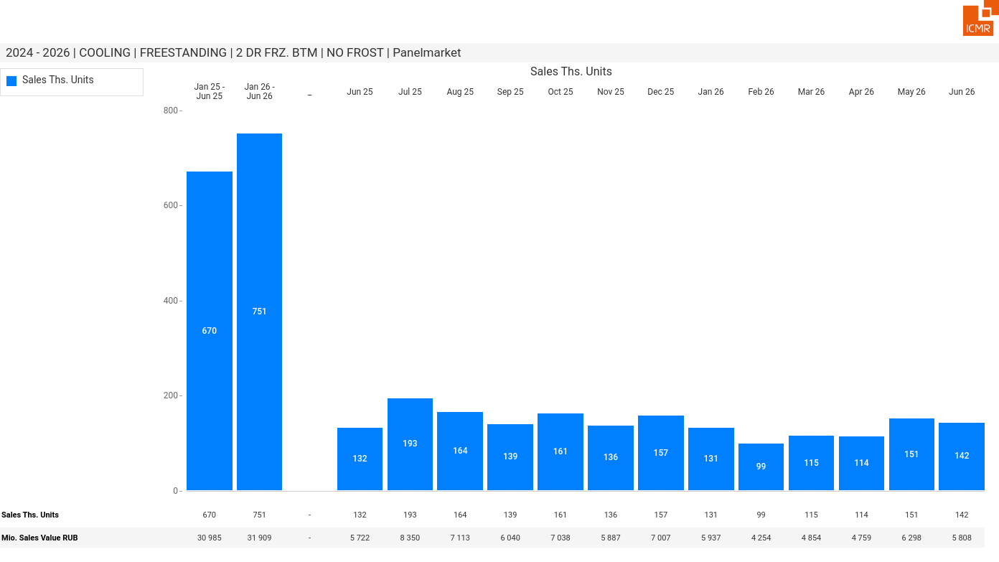 ICMR
2024 - 2026 | COOLING | FREESTANDING | 2 DR FRZ. BTM | NO FROST | Panelmarket
Sales Ths. Units
Sales Ths. Units
Jan 25 - Jun 25 Jan 26 - Jun 26 – Jun 25 Jul 25 Aug 25 Sep 25 Oct 25 Nov 25 Dec 25 Jan 26 Feb 26 Mar 26 Apr 26 May 26 Jun 26
800
600
400
200
0
670 751 132 193 164 139 161 136 157 131 99 115 114 151 142
Sales Ths. Units 670 751 - 132 193 164 139 161 136 157 131 99 115 114 151 142
Mio. Sales Value RUB 30 985 31 909 - 5 722 8 350 7 113 6 040 7 038 5 887 7 007 5 937 4 254 4 854 4 759 6 298 5 808